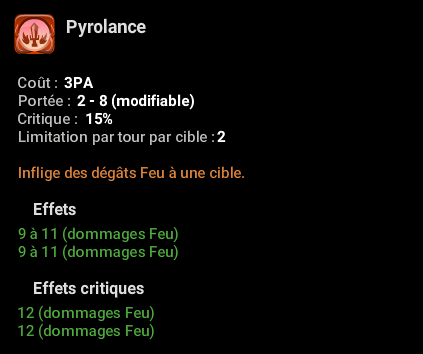 Pyrolance
Coût : 3PA
Portée : 2 - 8 (modifiable)
Critique : 15%
Limitation par tour par cible : 2
Inflige des dégâts Feu à une cible.
Effets
9 à 11 (dommages Feu)
9 à 11 (dommages Feu)
Effets critiques
12 (dommages Feu)
12 (dommages Feu)